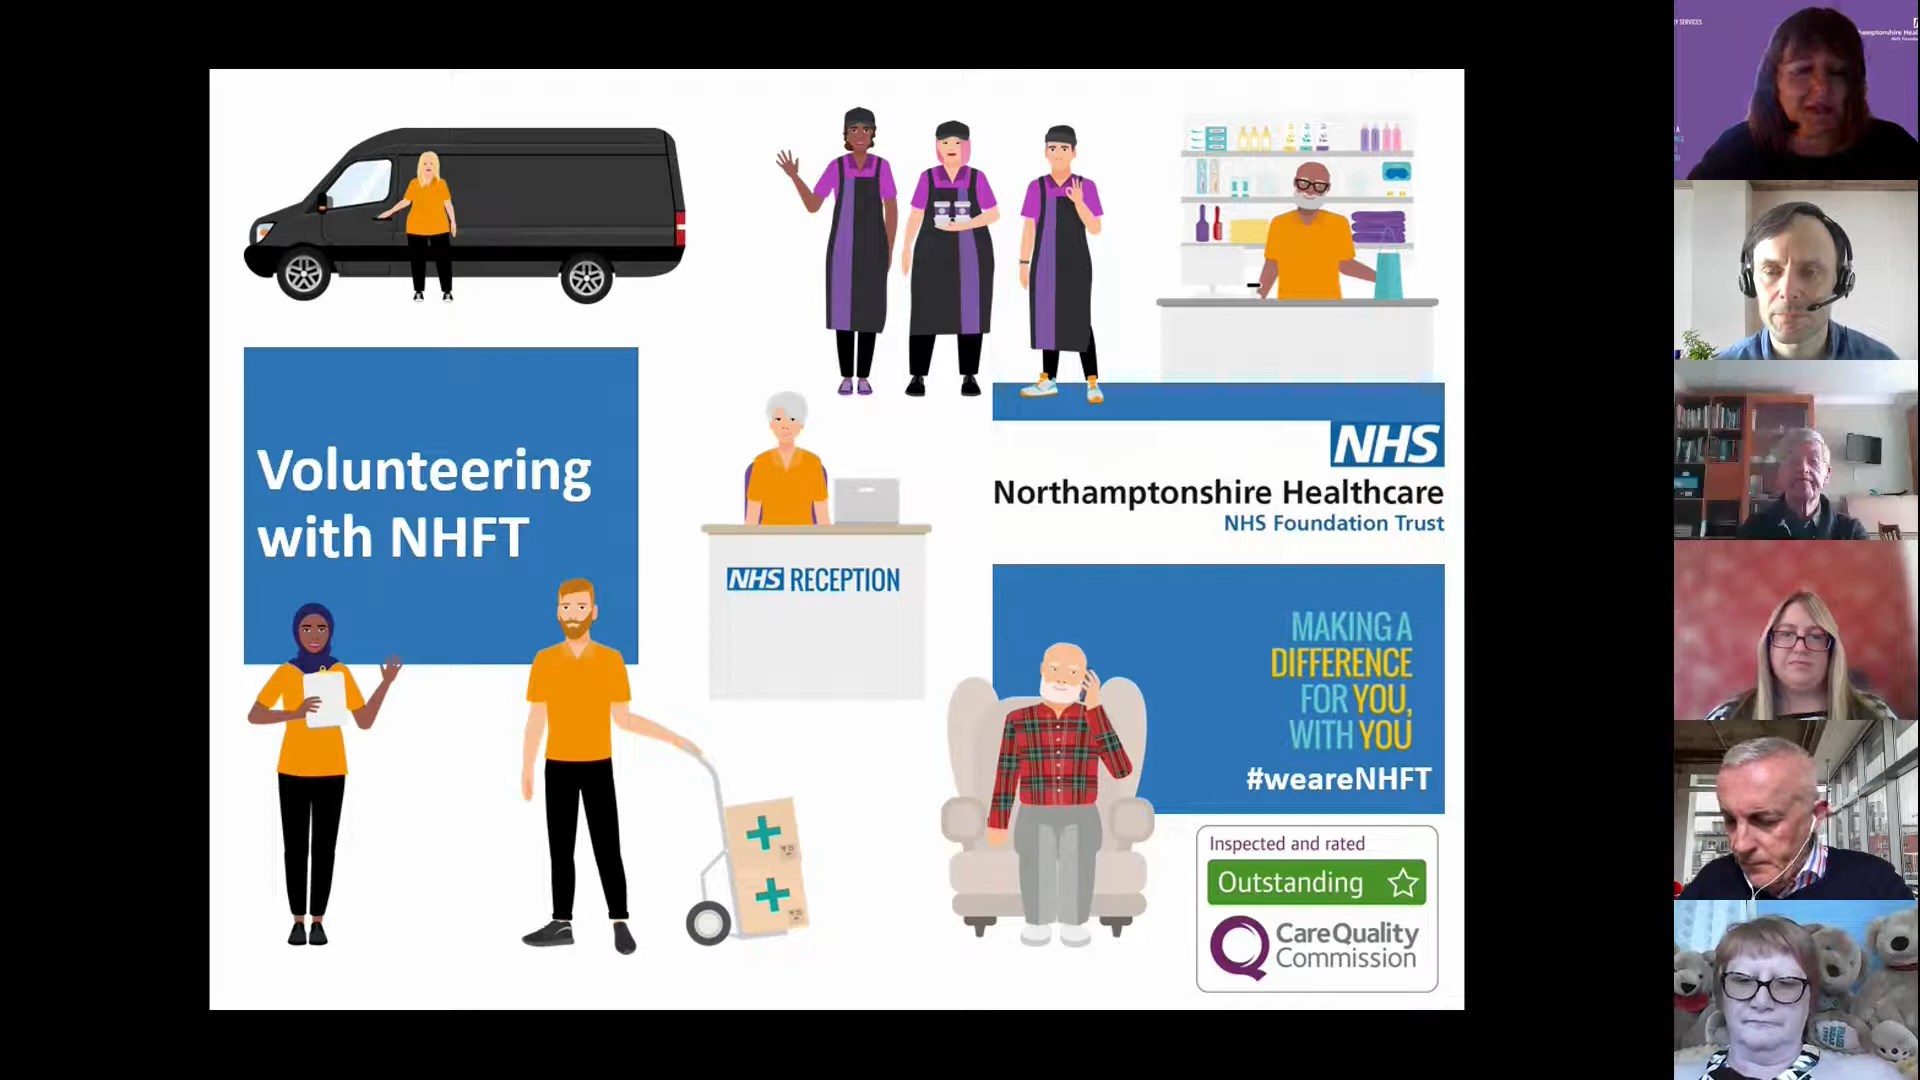 Volunteering
with NHFT
NHS RECEPTION
NHS
Northamptonshire Healthcare
NHS Foundation Trust
MAKING A
DIFFERENCE
FOR YOU,
WITH YOU
#weareNHFT
Inspected and rated
Outstanding
CareQuality
Commission